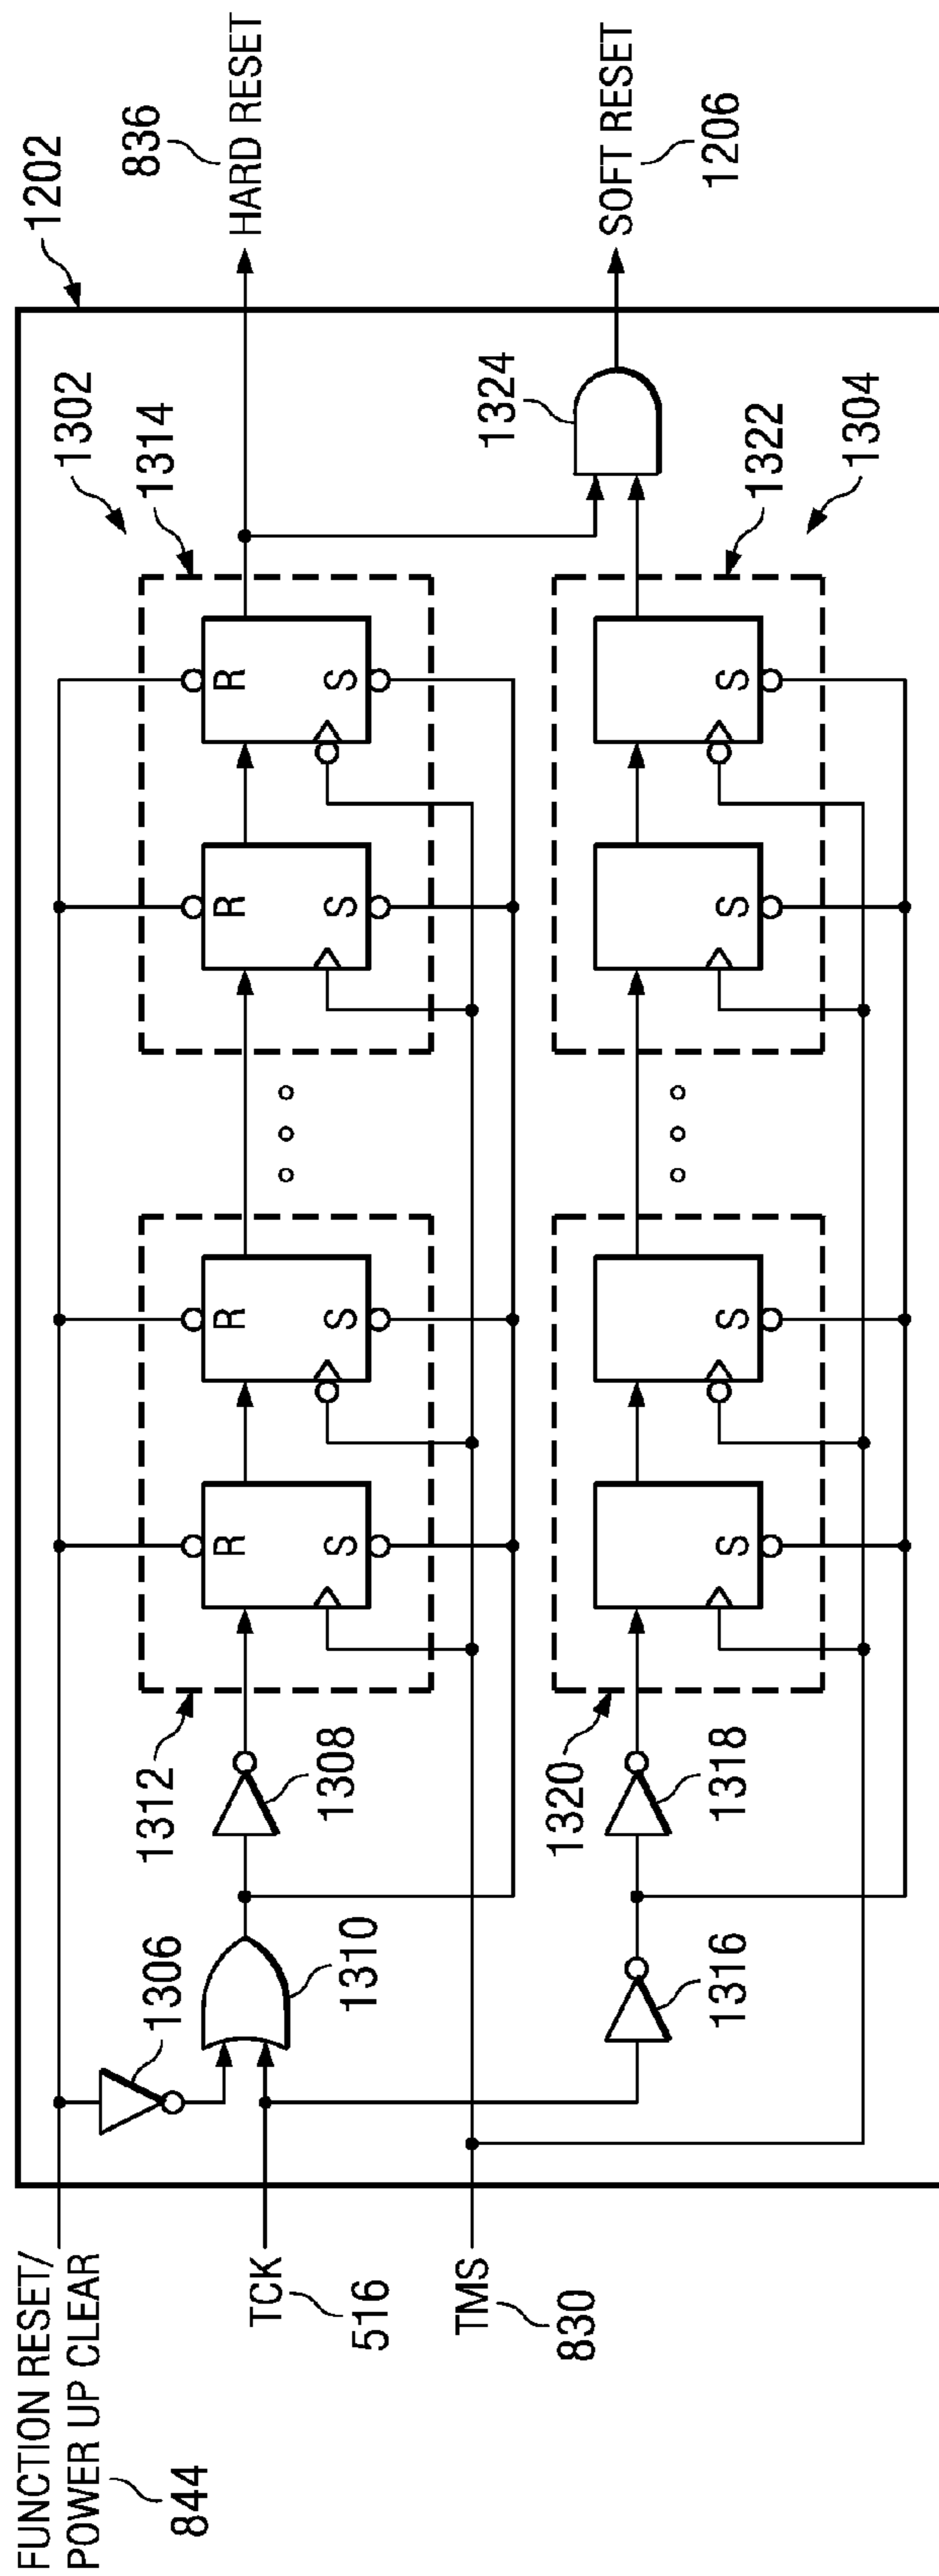 1202
1302
1314
836
HARD RESET
1324
SOFT RESET
1206
1322
1304
R
S
R
S
R
S
R
S
S
S
S
S
1312
1308
1306
1310
1320
1318
1316
FUNCTION RESET/
POWER UP CLEAR
844
TCK
516
TMS
830